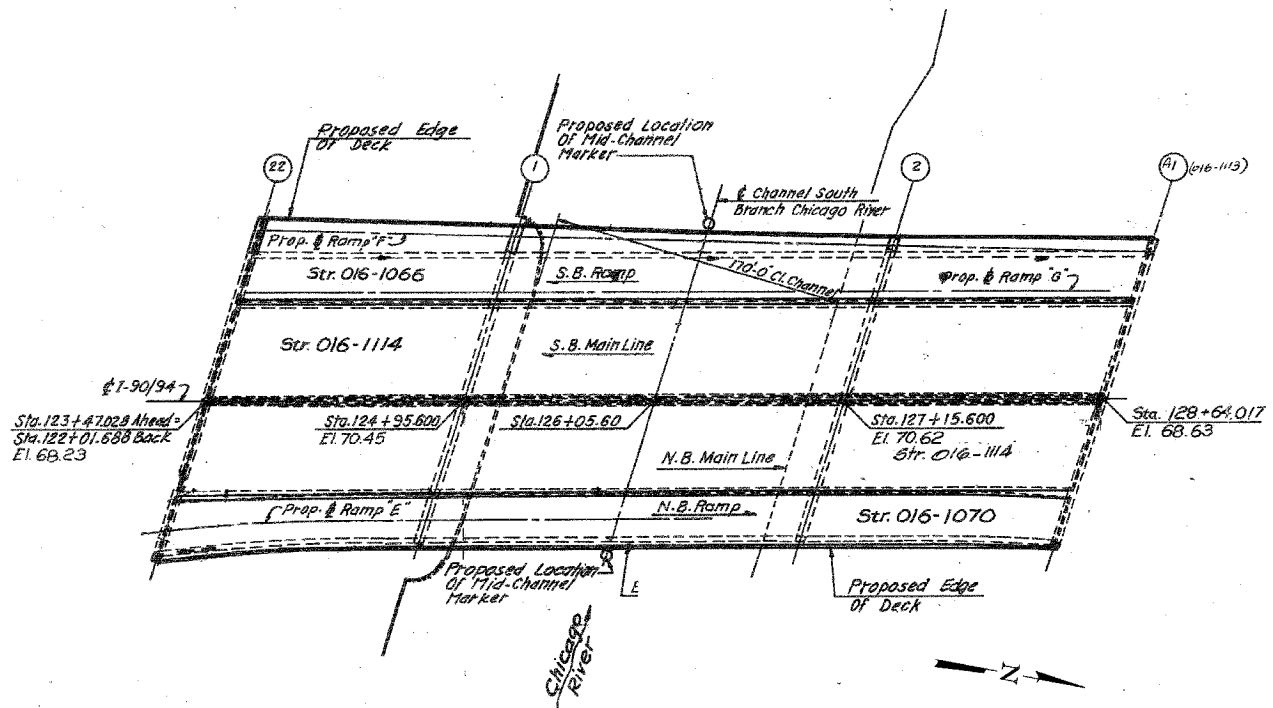 Proposed Edge
Of Deck
Proposed Location
Of Mid-Channel
Marker
22
1
2
A1 (016-1113)
℄ Channel South
Branch Chicago River
Prop. ℄ Ramp "F"
Str. 016-1066
S.B. Ramp
170'-0" Cl. Channel
Prop. ℄ Ramp "G"
Str. 016-1114
S.B. Main Line
℄ I-90/94
Sta. 123+47.028 Ahead=
Sta. 122+01.688 Back
El. 68.23
Sta. 124+95.600
El. 70.45
Sta. 126+05.60
Sta. 127+15.600
El. 70.62
Str. 016-1114
Sta. 128+64.017
El. 68.63
N.B. Main Line
Prop. ℄ Ramp "E"
N.B. Ramp
Str. 016-1070
Proposed Location
Of Mid-Channel
Marker
E
Proposed Edge
Of Deck
Chicago
River
N